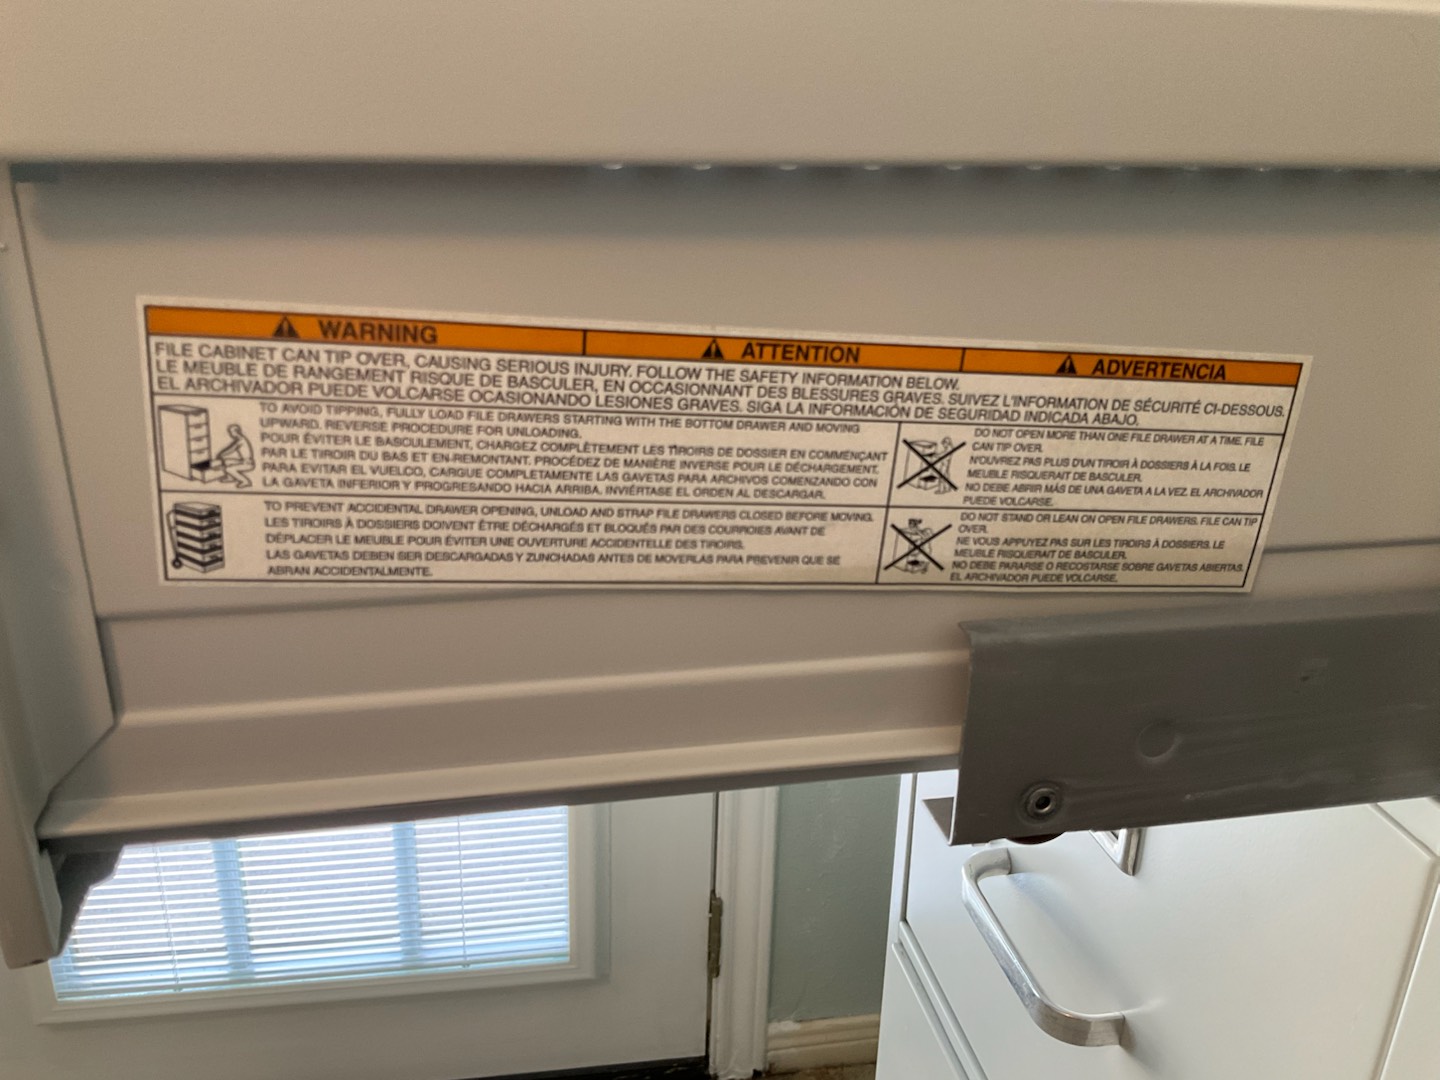 WARNING
ATTENTION
ADVERTENCIA
FILE CABINET CAN TIP OVER, CAUSING SERIOUS INJURY. FOLLOW THE SAFETY INFORMATION BELOW.
LE MEUBLE DE RANGEMENT RISQUE DE BASCULER, EN OCCASIONNANT DES BLESSURES GRAVES. SUIVEZ L'INFORMATION DE SÉCURITÉ CI-DESSOUS.
EL ARCHIVADOR PUEDE VOLCARSE OCASIONANDO LESIONES GRAVES. SIGA LA INFORMACIÓN DE SEGURIDAD INDICADA ABAJO.
TO AVOID TIPPING, FULLY LOAD FILE DRAWERS STARTING WITH THE BOTTOM DRAWER AND MOVING
UPWARD. REVERSE PROCEDURE FOR UNLOADING.
POUR ÉVITER LE BASCULEMENT, CHARGEZ COMPLÈTEMENT LES TIROIRS DE DOSSIER EN COMMENÇANT
PAR LE TIROIR DU BAS ET EN-REMONTANT. PROCÉDEZ DE MANIÈRE INVERSE POUR LE DÉCHARGEMENT.
PARA EVITAR EL VUELCO, CARGUE COMPLETAMENTE LAS GAVETAS PARA ARCHIVOS COMENZANDO CON
LA GAVETA INFERIOR Y PROGRESANDO HACIA ARRIBA. INVIÉRTASE EL ORDEN AL DESCARGAR.
TO PREVENT ACCIDENTAL DRAWER OPENING, UNLOAD AND STRAP FILE DRAWERS CLOSED BEFORE MOVING.
LES TIROIRS À DOSSIERS DOIVENT ÊTRE DÉCHARGÉS ET BLOQUÉS PAR DES COURROIES AVANT DE
DÉPLACER LE MEUBLE POUR ÉVITER UNE OUVERTURE ACCIDENTELLE DES TIROIRS.
LAS GAVETAS DEBEN SER DESCARGADAS Y ZUNCHADAS ANTES DE MOVERLAS PARA PREVENIR QUE SE
ABRAN ACCIDENTALMENTE.
DO NOT OPEN MORE THAN ONE FILE DRAWER AT A TIME. FILE
CAN TIP OVER.
N'OUVREZ PAS PLUS D'UN TIROIR À DOSSIERS À LA FOIS. LE
MEUBLE RISQUERAIT DE BASCULER.
NO DEBE ABRIR MÁS DE UNA GAVETA A LA VEZ. EL ARCHIVADOR
PUEDE VOLCARSE.
DO NOT STAND OR LEAN ON OPEN FILE DRAWERS. FILE CAN TIP
OVER.
NE VOUS APPUYEZ PAS SUR LES TIROIRS À DOSSIERS. LE
MEUBLE RISQUERAIT DE BASCULER.
NO DEBE PARARSE O RECOSTARSE SOBRE GAVETAS ABIERTAS.
EL ARCHIVADOR PUEDE VOLCARSE.